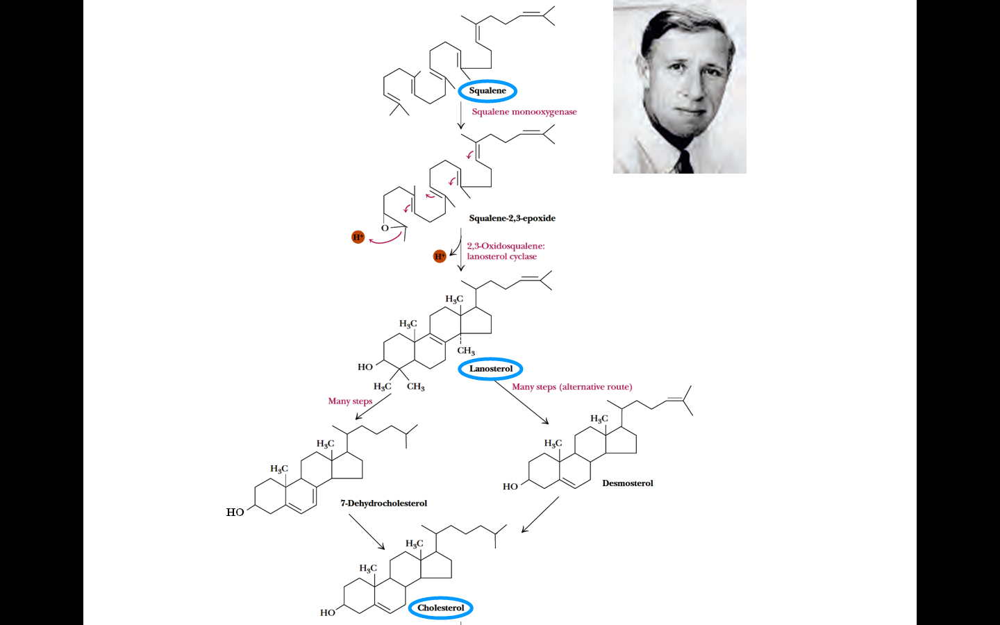 Squalene
Squalene monooxygenase
Squalene-2,3-epoxide
O
H⁺
2,3-Oxidosqualene:
lanosterol cyclase
H⁺
H₃C
H₃C
CH₃
HO
Lanosterol
H₃C CH₃
Many steps
Many steps (alternative route)
H₃C
H₃C
HO
Desmosterol
H₃C
H₃C
HO
7-Dehydrocholesterol
H₃C
H₃C
HO
Cholesterol